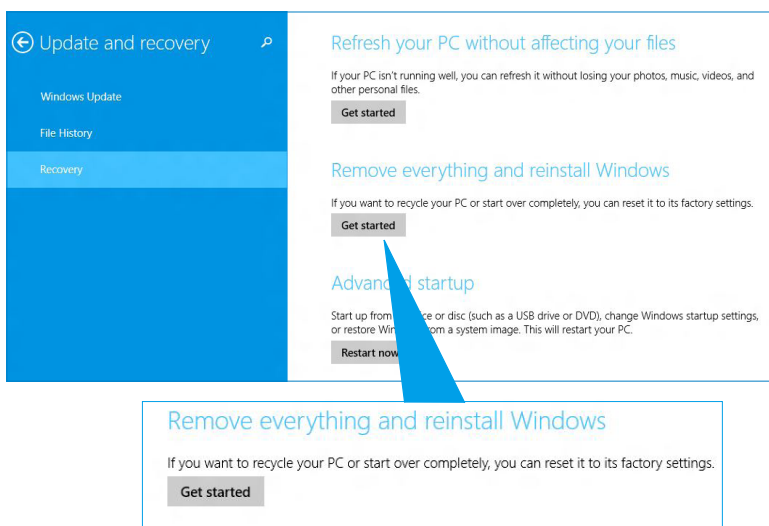 Update and recovery
Windows Update
File History
Recovery
Refresh your PC without affecting your files
If your PC isn't running well, you can refresh it without losing your photos, music, videos, and
other personal files.
Get started
Remove everything and reinstall Windows
If you want to recycle your PC or start over completely, you can reset it to its factory settings.
Get started
Advanced startup
Start up from ce or disc (such as a USB drive or DVD), change Windows startup settings,
or restore Win om a system image. This will restart your PC.
Restart now
Remove everything and reinstall Windows
If you want to recycle your PC or start over completely, you can reset it to its factory settings.
Get started